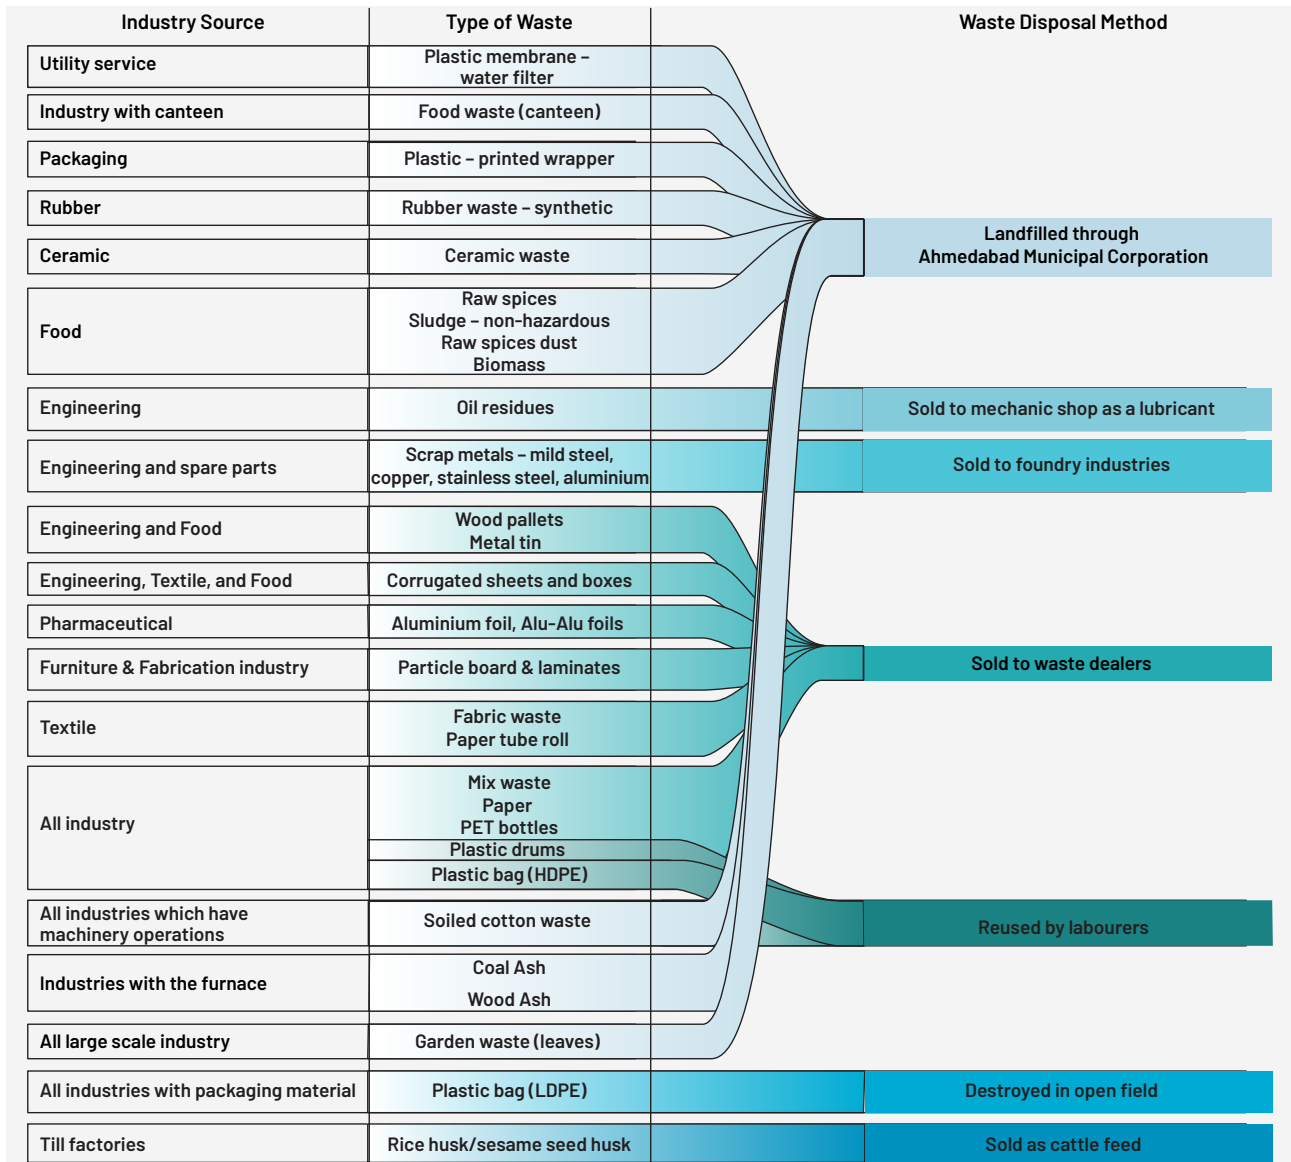 Industry Source
Type of Waste
Waste Disposal Method
Utility service
Plastic membrane –
water filter
Industry with canteen
Food waste (canteen)
Packaging
Plastic – printed wrapper
Rubber
Rubber waste – synthetic
Ceramic
Ceramic waste
Landfilled through
Ahmedabad Municipal Corporation
Food
Raw spices
Sludge – non-hazardous
Raw spices dust
Biomass
Engineering
Oil residues
Sold to mechanic shop as a lubricant
Engineering and spare parts
Scrap metals – mild steel,
copper, stainless steel, aluminium
Sold to foundry industries
Engineering and Food
Wood pallets
Metal tin
Engineering, Textile, and Food
Corrugated sheets and boxes
Pharmaceutical
Aluminium foil, Alu-Alu foils
Furniture & Fabrication industry
Particle board & laminates
Sold to waste dealers
Textile
Fabric waste
Paper tube roll
All industry
Mix waste
Paper
PET bottles
Plastic drums
Plastic bag (HDPE)
All industries which have
machinery operations
Soiled cotton waste
Reused by labourers
Industries with the furnace
Coal Ash
Wood Ash
All large scale industry
Garden waste (leaves)
All industries with packaging material
Plastic bag (LDPE)
Destroyed in open field
Till factories
Rice husk/sesame seed husk
Sold as cattle feed